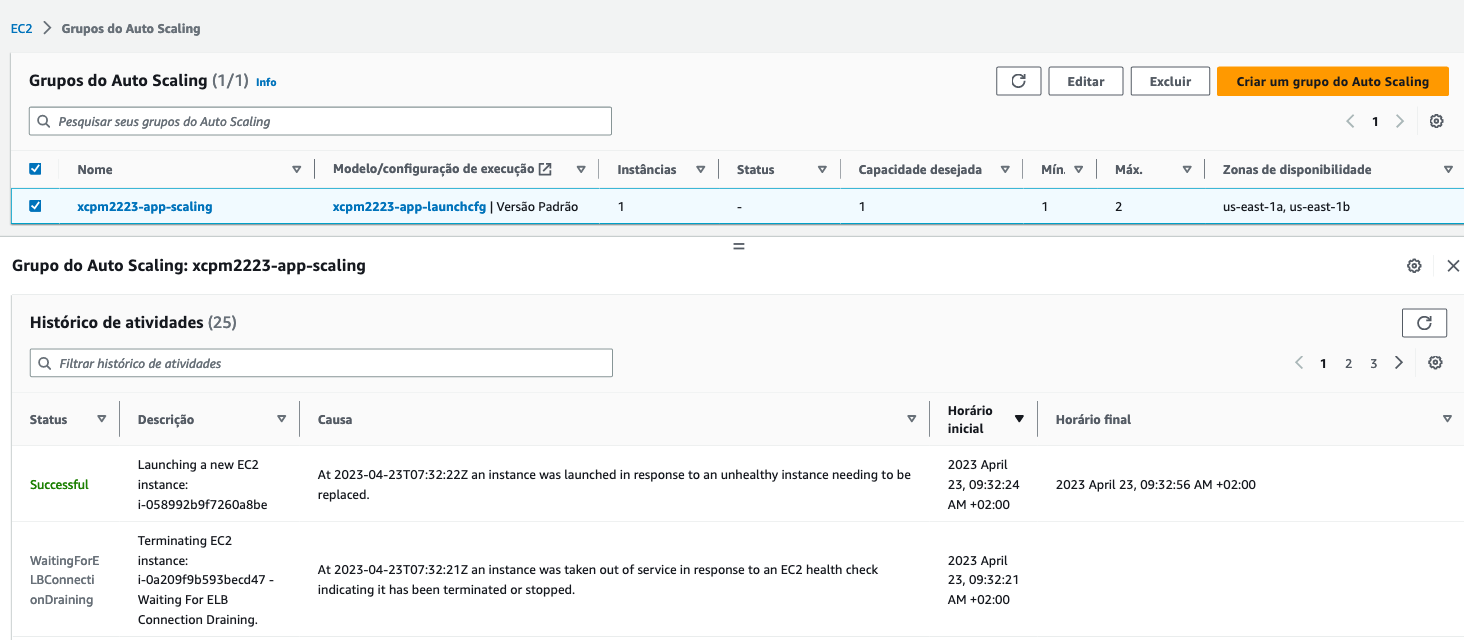 EC2 > Grupos do Auto Scaling
Grupos do Auto Scaling (1/1) Info
Editar
Excluir
Criar um grupo do Auto Scaling
Pesquisar seus grupos do Auto Scaling
1
Nome Modelo/configuração de execução Instâncias Status Capacidade desejada Mín. Máx. Zonas de disponibilidade
xcpm2223-app-scaling xcpm2223-app-launchcfg | Versão Padrão 1 - 1 1 2 us-east-1a, us-east-1b
Grupo do Auto Scaling: xcpm2223-app-scaling
Histórico de atividades (25)
Filtrar histórico de atividades
1 2 3
Status Descrição Causa
Horário
inicial
Horário final
Successful
Launching a new EC2
instance:
i-058992b9f7260a8be
At 2023-04-23T07:32:22Z an instance was launched in response to an unhealthy instance needing to be
replaced.
2023 April
23, 09:32:24
AM +02:00
2023 April 23, 09:32:56 AM +02:00
WaitingForE
LBConnecti
onDraining
Terminating EC2
instance:
i-0a209f9b593becd47 -
Waiting For ELB
Connection Draining.
At 2023-04-23T07:32:21Z an instance was taken out of service in response to an EC2 health check
indicating it has been terminated or stopped.
2023 April
23, 09:32:21
AM +02:00